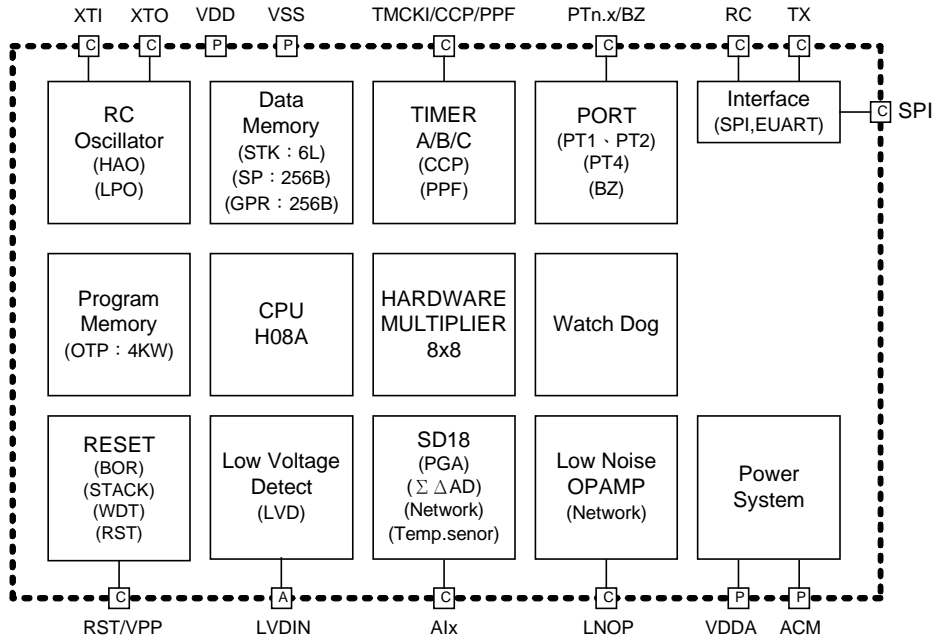 XTI XTO VDD VSS TMCKI/CCP/PPF PTn.x/BZ RC TX
C C P P C C C C
RC
Oscillator
(HAO)
(LPO)
Data
Memory
(STK：6L)
(SP：256B)
(GPR：256B)
TIMER
A/B/C
(CCP)
(PPF)
PORT
(PT1、PT2)
(PT4)
BZ)
Interface
(SPI,EUART)
C SPI
Program
Memory
(OTP：4KW)
CPU
H08A
HARDWARE
MULTIPLIER
8x8
Watch Dog
RESET
(BOR)
(STACK)
(WDT)
(RST)
Low Voltage
Detect
(LVD)
SD18
(PGA)
(ΣΔAD)
(Network)
(Temp.senor)
Low Noise
OPAMP
(Network)
Power
System
C A C C P P
RST/VPP LVDIN AIx LNOP VDDA ACM